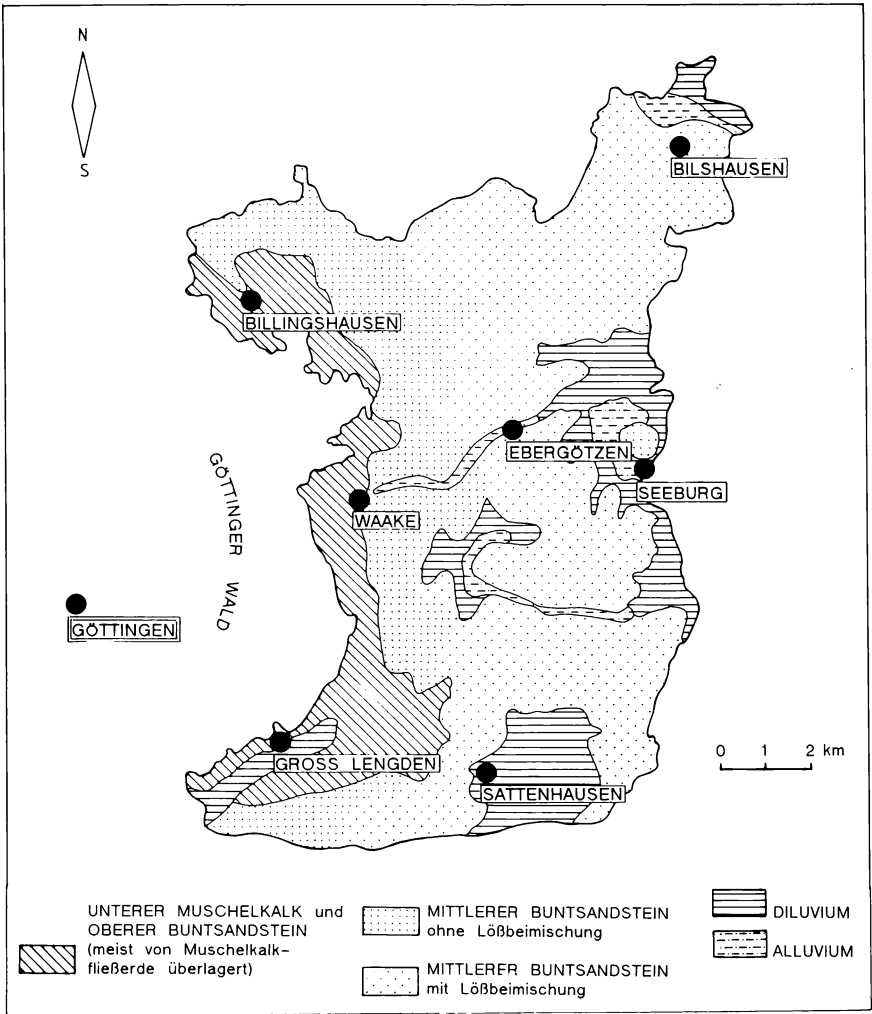 N
S
BILSHAUSEN
BILLINGSHAUSEN
EBERGÖTZEN
SEEBURG
WAAKE
GÖTTINGER WALD
GÖTTINGEN
GROSS LENGDEN
SATTENHAUSEN
0 1 2 km
UNTERER MUSCHELKALK und
OBERER BUNTSANDSTEIN
(meist von Muschelkalk-
fließerde überlagert)
MITTLERER BUNTSANDSTEIN
ohne Lößbeimischung
MITTLERER BUNTSANDSTEIN
mit Lößbeimischung
DILUVIUM
ALLUVIUM